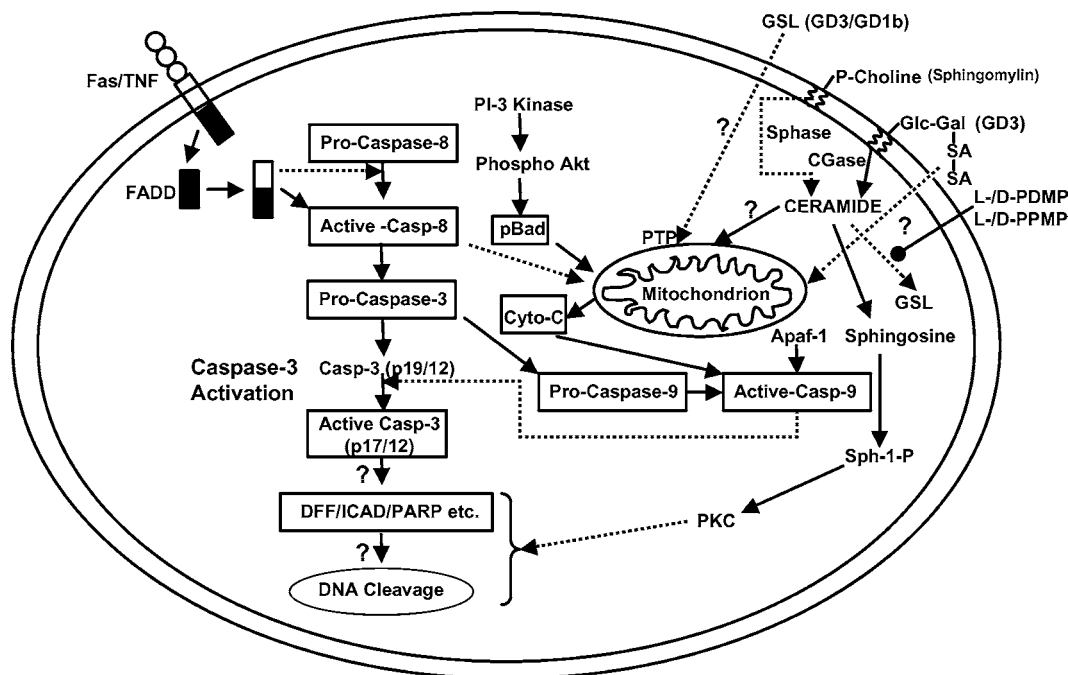 GSL (GD3/GD1b)
Fas/TNF
P-Choline (Sphingomylin)
PI-3 Kinase
?
Sphase
Glc-Gal (GD3)
Pro-Caspase-8
SA
CGase
Phospho Akt
SA
FADD
L-/D-PDMP
?
CERAMIDE
?
L-/D-PPMP
Active -Casp-8
pBad
PTP
Pro-Caspase-3
Mitochondrion
GSL
Cyto-C
Apaf-1
Sphingosine
Caspase-3
Activation
Casp-3 (p19/12)
Pro-Caspase-9
Active-Casp-9
Active Casp-3
(p17/12)
Sph-1-P
?
DFF/ICAD/PARP etc.
PKC
?
DNA Cleavage